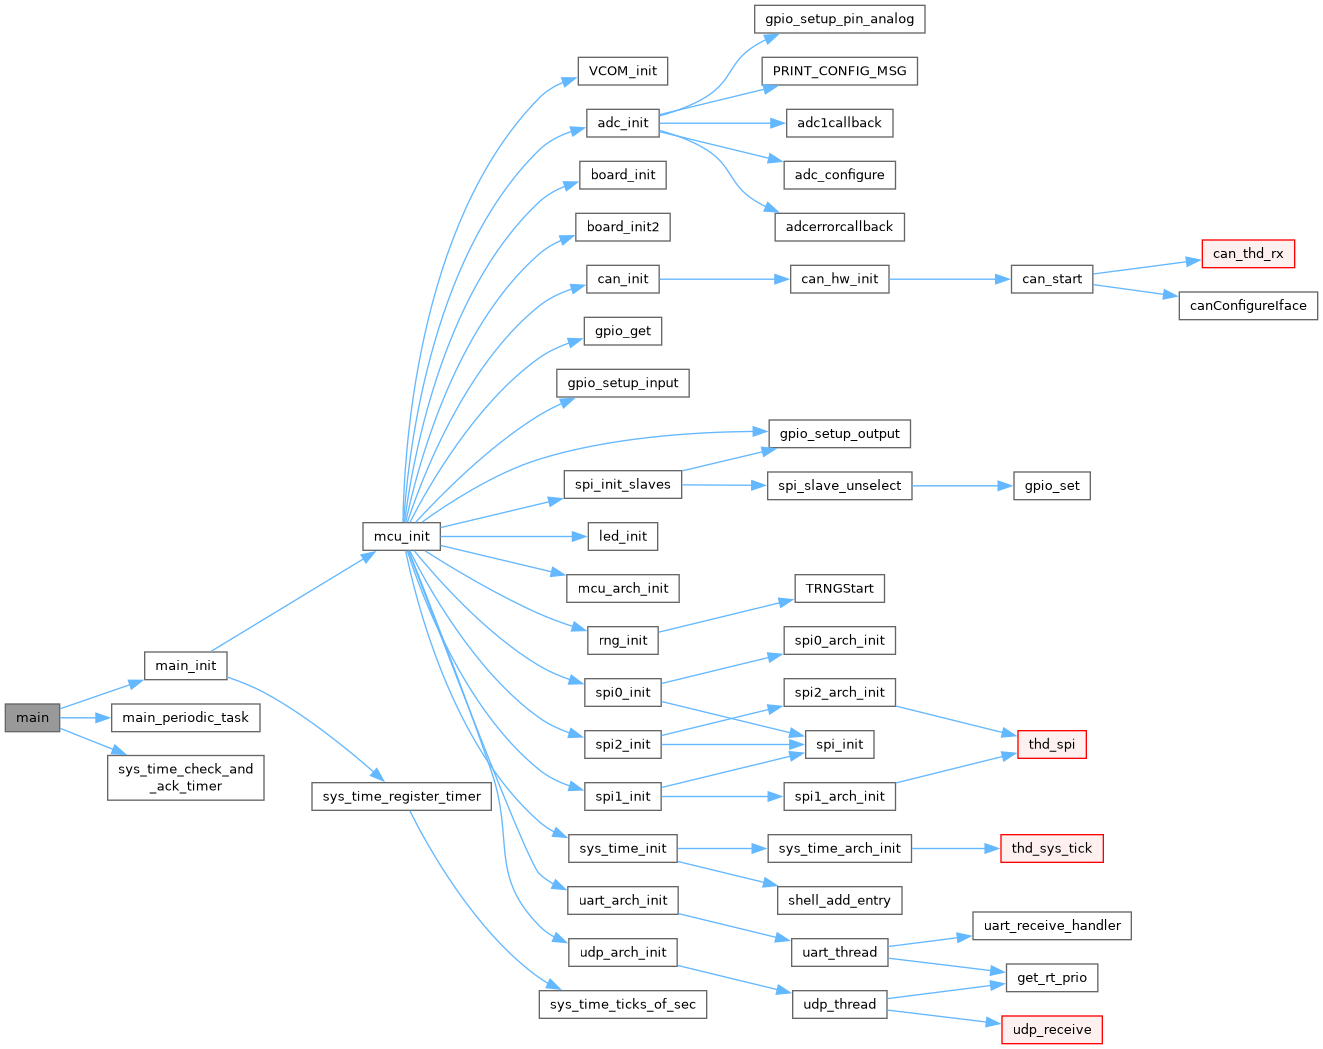 gpio_setup_pin_analog
VCOM_init
PRINT_CONFIG_MSG
adc_init
adc1callback
board_init
adc_configure
board_init2
adcerrorcallback
can_thd_rx
can_init
can_hw_init
can_start
canConfigureIface
gpio_get
gpio_setup_input
gpio_setup_output
spi_init_slaves
spi_slave_unselect
gpio_set
mcu_init
led_init
mcu_arch_init
TRNGStart
rng_init
spi0_arch_init
main_init
spi0_init
spi2_arch_init
main
main_periodic_task
spi2_init
spi_init
thd_spi
sys_time_check_and
_ack_timer
sys_time_register_timer
spi1_init
spi1_arch_init
sys_time_init
sys_time_arch_init
thd_sys_tick
uart_arch_init
shell_add_entry
uart_receive_handler
udp_arch_init
uart_thread
get_rt_prio
sys_time_ticks_of_sec
udp_thread
udp_receive